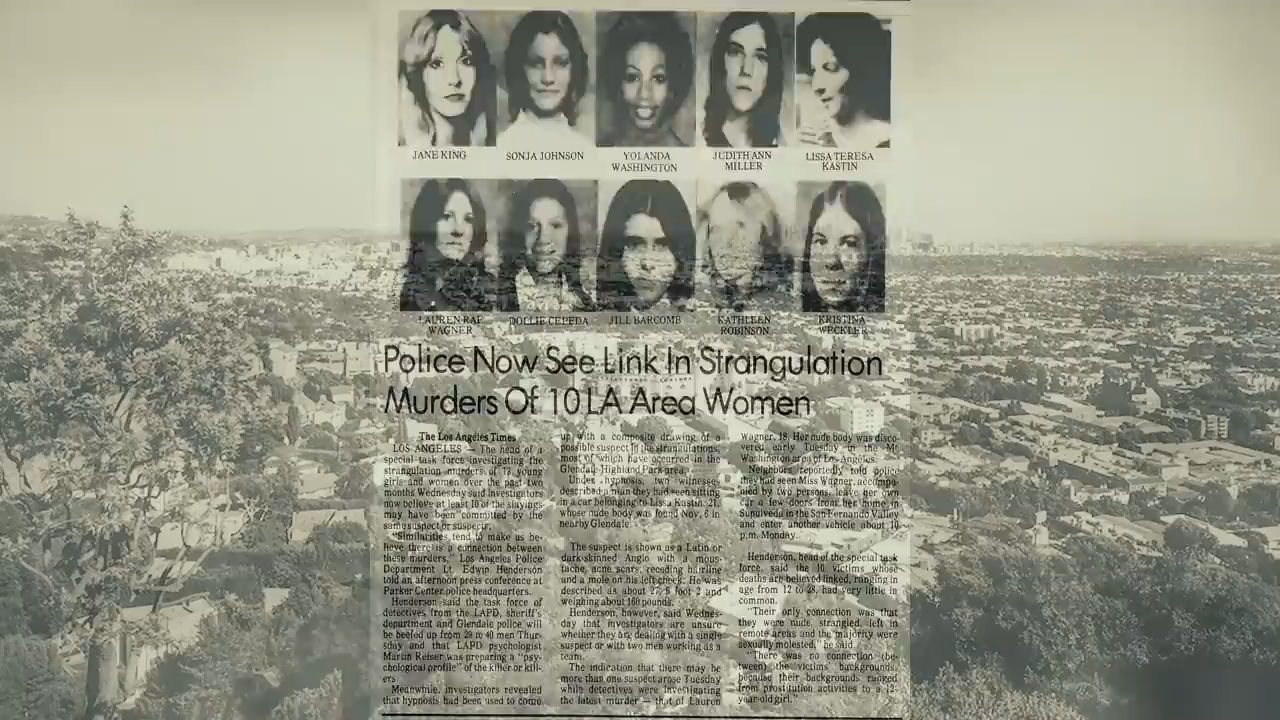 JANE KING
SONJA JOHNSON
YOLANDA
WASHINGTON
JUDITH ANN
MILLER
LISSA TERESA
KASTIN
LAUREN RAE
WAGNER
DOLLIE CEPEDA
JILL BARCOMB
KATHLEEN
ROBINSON
KRISTINA
WECKLER
Police Now See Link In Strangulation
Murders Of 10 LA Area Women
The Los Angeles Times
LOS ANGELES — The head of a
special task force investigating the
strangulation murders of 12 young
girls and women over the past two
months Wednesday said investigators
now believe at least 10 of the slayings
may have been committed by the
same suspect or suspects.
"Similarities tend to make us be-
lieve there is a connection between
these murders," Los Angeles Police
Department Lt. Edwin Henderson
told an afternoon press conference at
Parker Center police headquarters.
Henderson said the task force of
detectives from the LAPD, sheriff's
department and Glendale police will
be beefed up from 29 to 40 men Thur-
sday and that LAPD psychologist
Martin Reiser was preparing a "psy-
chological profile" of the killer or kill-
ers
Meanwhile, investigators revealed
that hypnosis had been used to come
up with a composite drawing of a
possible suspect in the strangulations,
most of which have occurred in the
Glendale-Highland Park area.
Under hypnosis, two witnesses
described a man they had seen sitting
in a car belonging to Lissa Kastin, 21,
whose nude body was found Nov. 6 in
nearby Glendale.
The suspect is shown as a Latin or
dark-skinned Anglo with a mous-
tache, acne scars, receding hairline
and a mole on his left cheek. He was
described as about 27, 6 foot 2 and
weighing about 160 pounds.
Henderson, however, said Wednes-
day that investigators are unsure
whether they are dealing with a single
suspect or with two men working as a
team.
The indication that there may be
more than one suspect arose Tuesday
while detectives were investigating
the latest murder — that of Lauren
Wagner, 18. Her nude body was disco-
vered early Tuesday in the Mt.
Washington area of Los Angeles.
Neighbors reportedly told police
they had seen Miss Wagner, accompa-
nied by two persons, leave her own
car a few doors from her home in
Sepulveda in the San Fernando Valley
and enter another vehicle about 10
p.m. Monday.
Henderson, head of the special task
force, said the 10 victims whose
deaths are believed linked, ranging in
age from 12 to 28, had very little in
common.
"Their only connection was that
they were nude, strangled, left in
remote areas and the majority were
sexually molested," he said.
"There was no connection (be-
tween) the victims' backgrounds,
because their backgrounds ranged
from prostitution activities to a 12-
year-old girl."